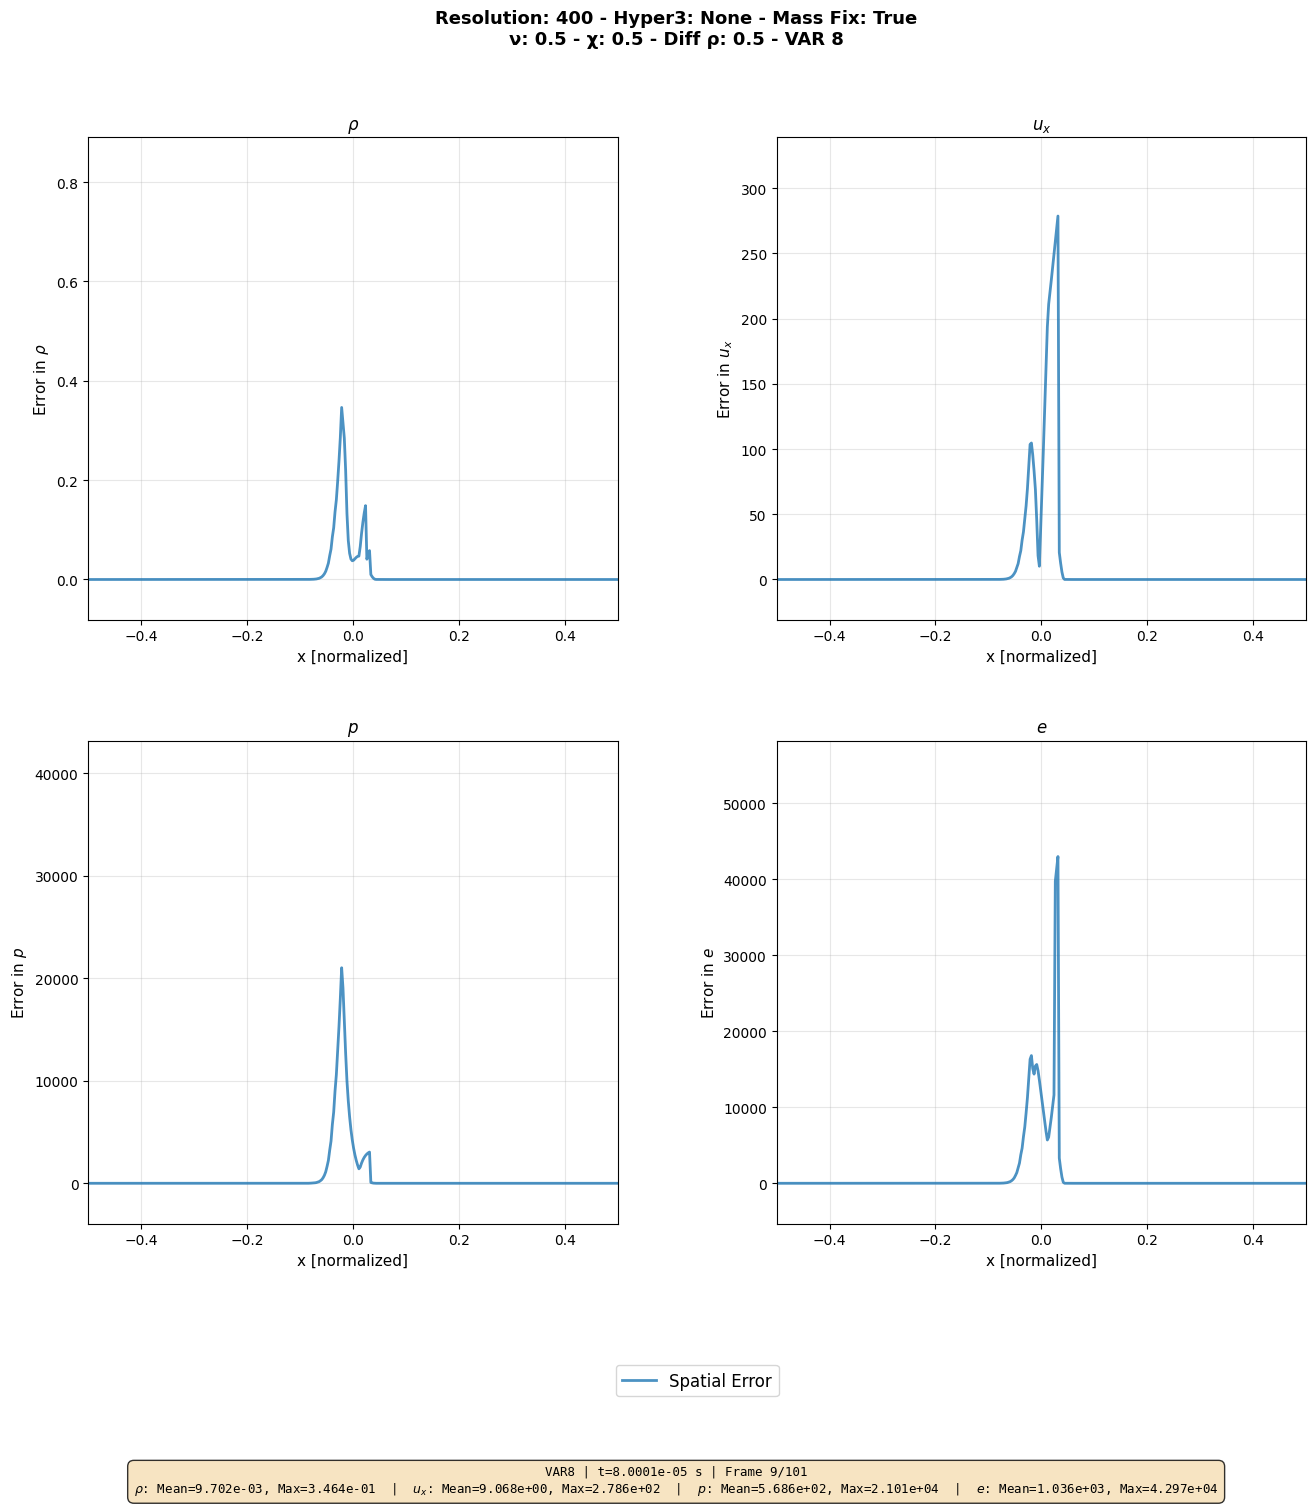 Resolution: 400 - Hyper3: None - Mass Fix: True
ν: 0.5 - χ: 0.5 - Diff ρ: 0.5 - VAR 8
ρ
0.8
0.6
0.4
0.2
0.0
Error in ρ
−0.4 −0.2 0.0 0.2 0.4
x [normalized]
uₓ
300
250
200
150
100
50
0
Error in uₓ
−0.4 −0.2 0.0 0.2 0.4
x [normalized]
p
40000
30000
20000
10000
0
Error in p
−0.4 −0.2 0.0 0.2 0.4
x [normalized]
e
50000
40000
30000
20000
10000
0
Error in e
−0.4 −0.2 0.0 0.2 0.4
x [normalized]
Spatial Error
VAR8 | t=8.0001e-05 s | Frame 9/101
ρ: Mean=9.702e-03, Max=3.464e-01 | uₓ: Mean=9.068e+00, Max=2.786e+02 | p: Mean=5.686e+02, Max=2.101e+04 | e: Mean=1.036e+03, Max=4.297e+04